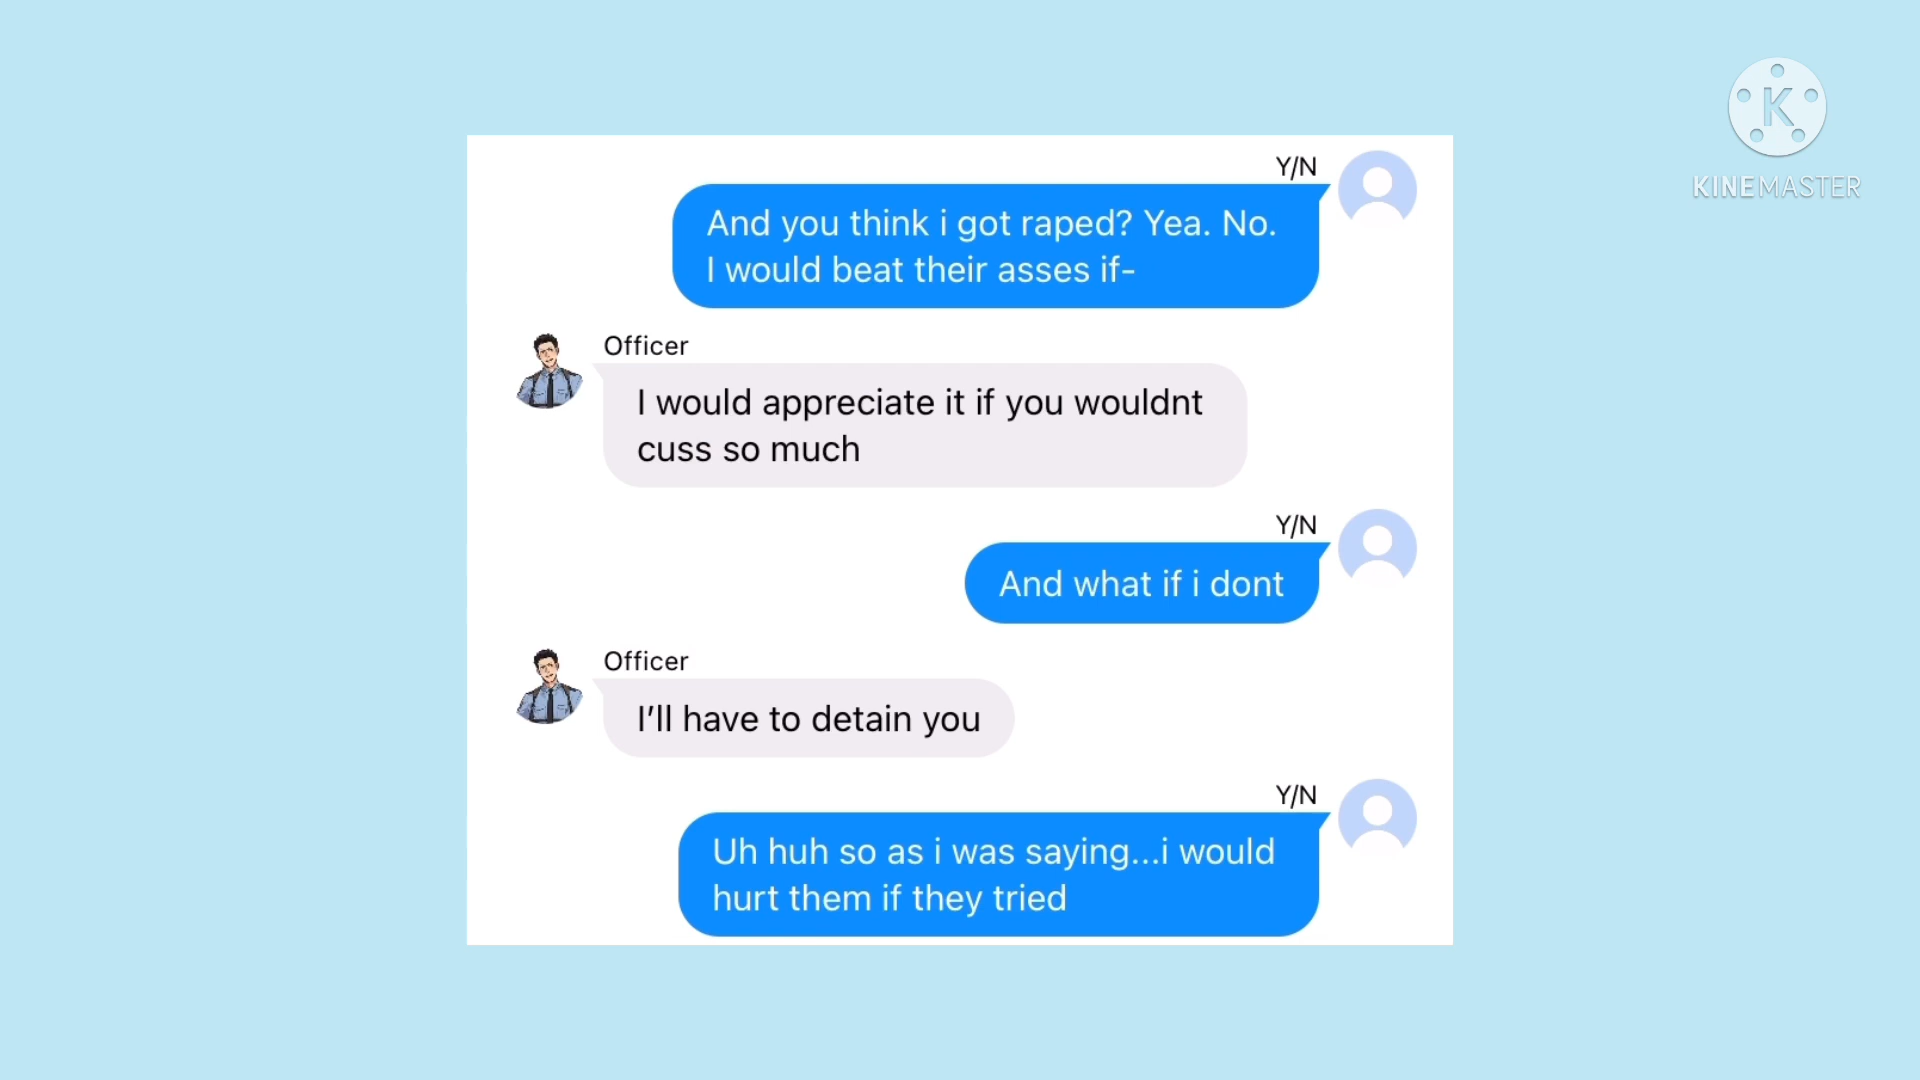 Y/N
And you think i got raped? Yea. No.
I would beat their asses if-
Officer
I would appreciate it if you wouldnt
cuss so much
Y/N
And what if i dont
Officer
I’ll have to detain you
Y/N
Uh huh so as i was saying...i would
hurt them if they tried
K
KINEMASTER